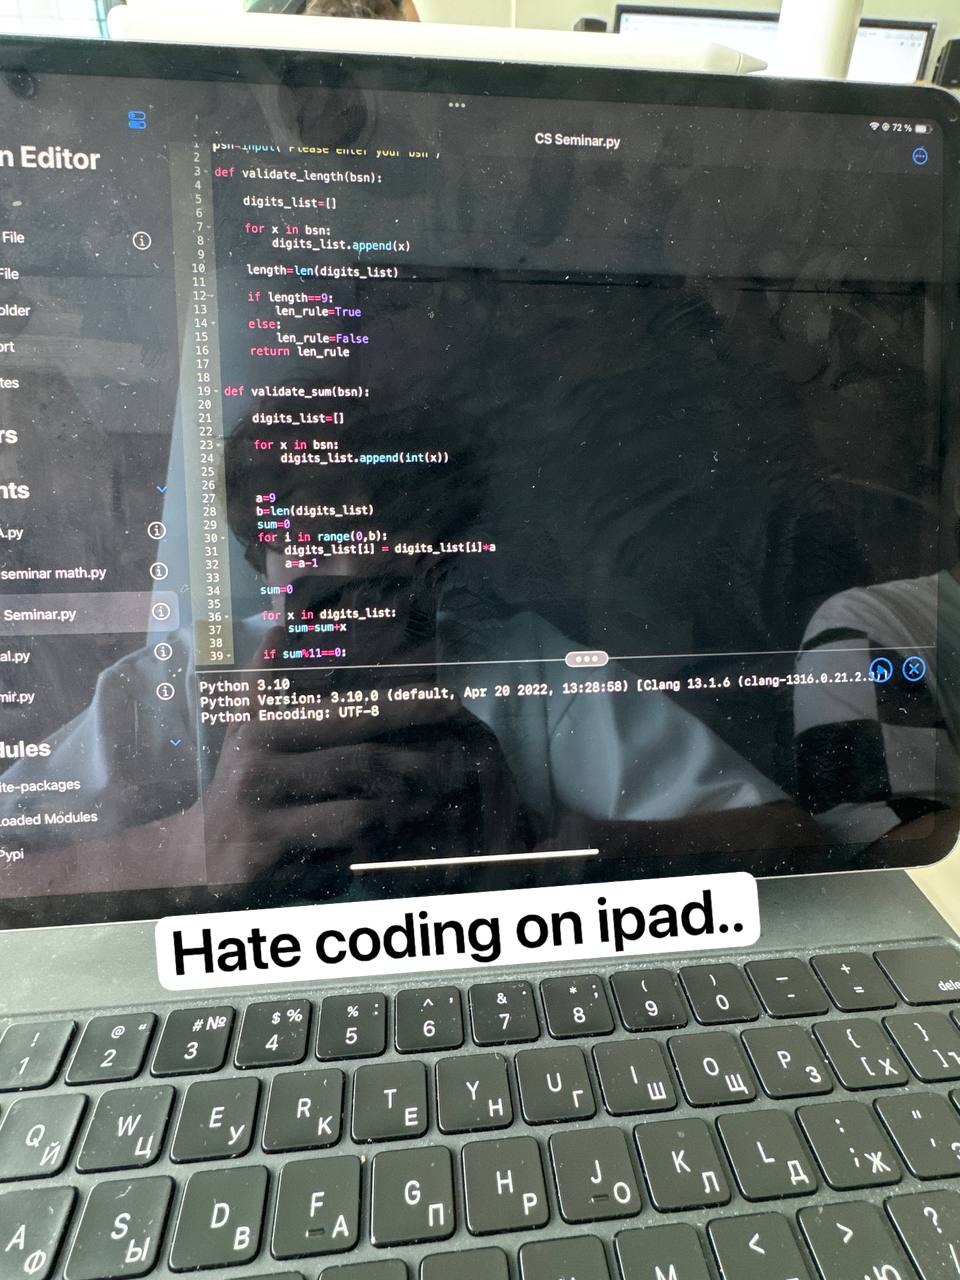 72 %
CS Seminar.py
n Editor
File
File
older
ort
tes
rs
nts
.py
seminar math.py
Seminar.py
al.py
mir.py
dules
ite-packages
Loaded Modules
Pypi
1 psn=input( Please enter your bsn )
2
3 def validate_length(bsn):
4
5 digits_list=[]
6
7 for x in bsn:
8 digits_list.append(x)
9
10 length=len(digits_list)
11
12 if length==9:
13 len_rule=True
14 else:
15 len_rule=False
16 return len_rule
17
18
19 def validate_sum(bsn):
20
21 digits_list=[]
22
23 for x in bsn:
24 digits_list.append(int(x))
25
26
27 a=9
28 b=len(digits_list)
29 sum=0
30 for i in range(0,b):
31 digits_list[i] = digits_list[i]*a
32 a=a-1
33
34 sum=0
35
36 for x in digits_list:
37 sum=sum+x
38
39 if sum%11==0:
Python 3.10
Python Version: 3.10.0 (default, Apr 20 2022, 13:28:58) [Clang 13.1.6 (clang-1316.0.21.2.
Python Encoding: UTF-8
Hate coding on ipad..
! 1 @ " 2 # № 3 $ % 4 % : 5 ^ , 6 & . 7 * ; 8 ( 9 ) 0 — - + = dele
Q Й W Ц E У R К T Е Y Н U Г I Ш O Щ P З { [ Х } ] Ъ
A Ф S Ы D В F А G П H Р J О K Л L Д : ; Ж " '
M < > ?